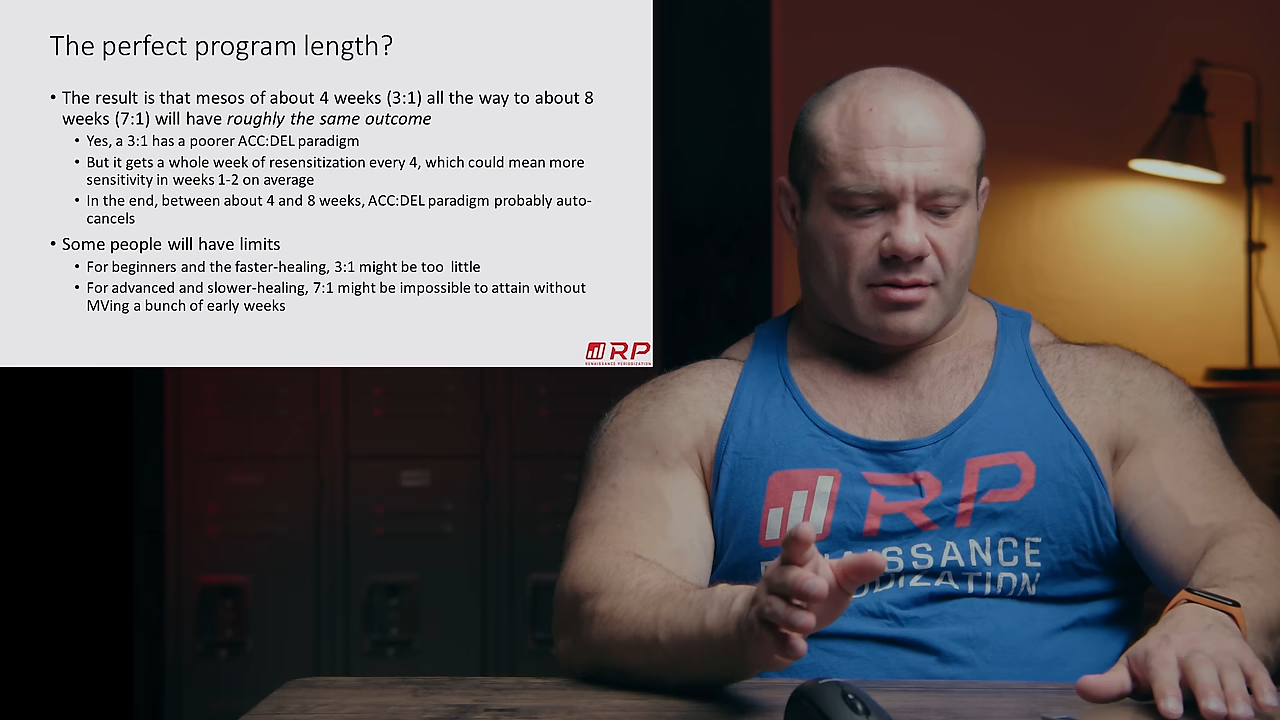 The perfect program length?
• The result is that mesos of about 4 weeks (3:1) all the way to about 8
weeks (7:1) will have roughly the same outcome
• Yes, a 3:1 has a poorer ACC:DEL paradigm
• But it gets a whole week of resensitization every 4, which could mean more
sensitivity in weeks 1-2 on average
• In the end, between about 4 and 8 weeks, ACC:DEL paradigm probably auto-
cancels
• Some people will have limits
• For beginners and the faster-healing, 3:1 might be too little
• For advanced and slower-healing, 7:1 might be impossible to attain without
MVing a bunch of early weeks
RP
RENAISSANCE PERIODIZATION
RP